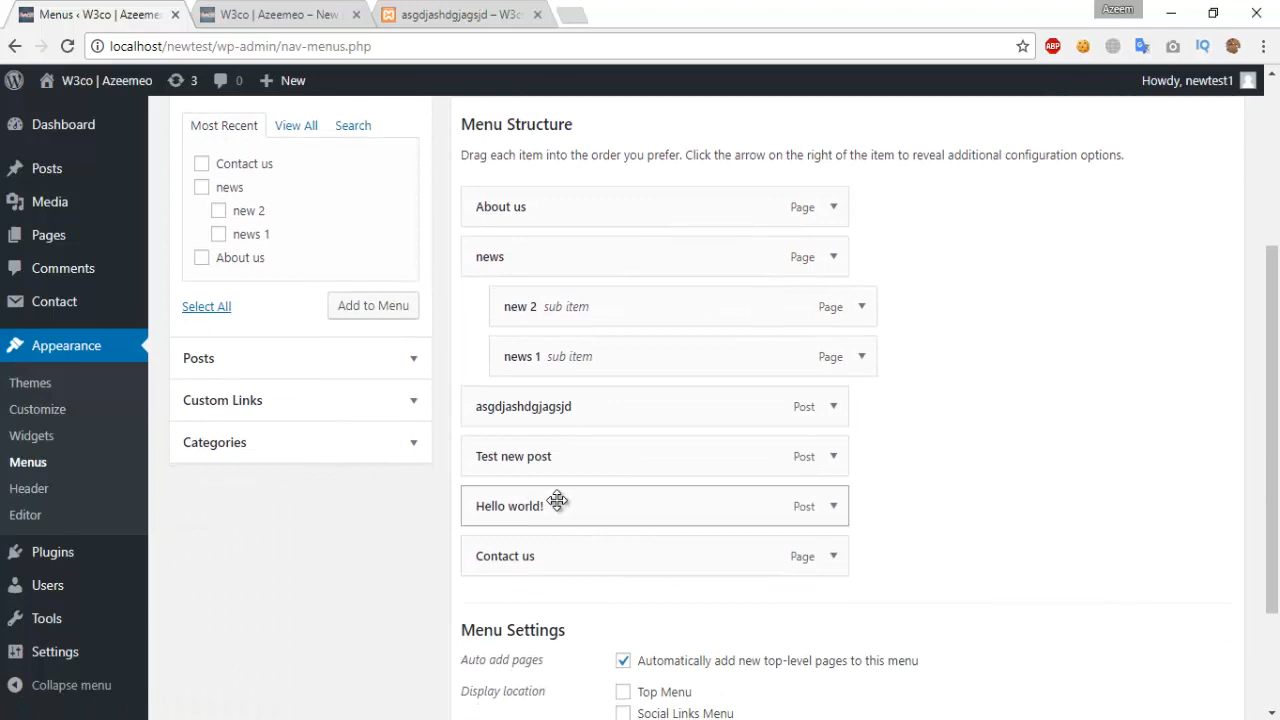 Menus ‹ W3co | Azeeme
W3co | Azeemeo – New
asgdjashdgjagsjd – W3c
Azeem
localhost/newtest/wp-admin/nav-menus.php
ABP
IQ
W3co | Azeemeo
3
0
New
Howdy, newtest1
Dashboard
Posts
Media
Pages
Comments
Contact
Appearance
Themes
Customize
Widgets
Menus
Header
Editor
Plugins
Users
Tools
Settings
Collapse menu
Most Recent
View All
Search
Contact us
news
new 2
news 1
About us
Select All
Add to Menu
Posts
Custom Links
Categories
Menu Structure
Drag each item into the order you prefer. Click the arrow on the right of the item to reveal additional configuration options.
About us Page
news Page
new 2 sub item Page
news 1 sub item Page
asgdjashdgjagsjd Post
Test new post Post
Hello world! Post
Contact us Page
Menu Settings
Auto add pages
Automatically add new top-level pages to this menu
Display location
Top Menu
Social Links Menu